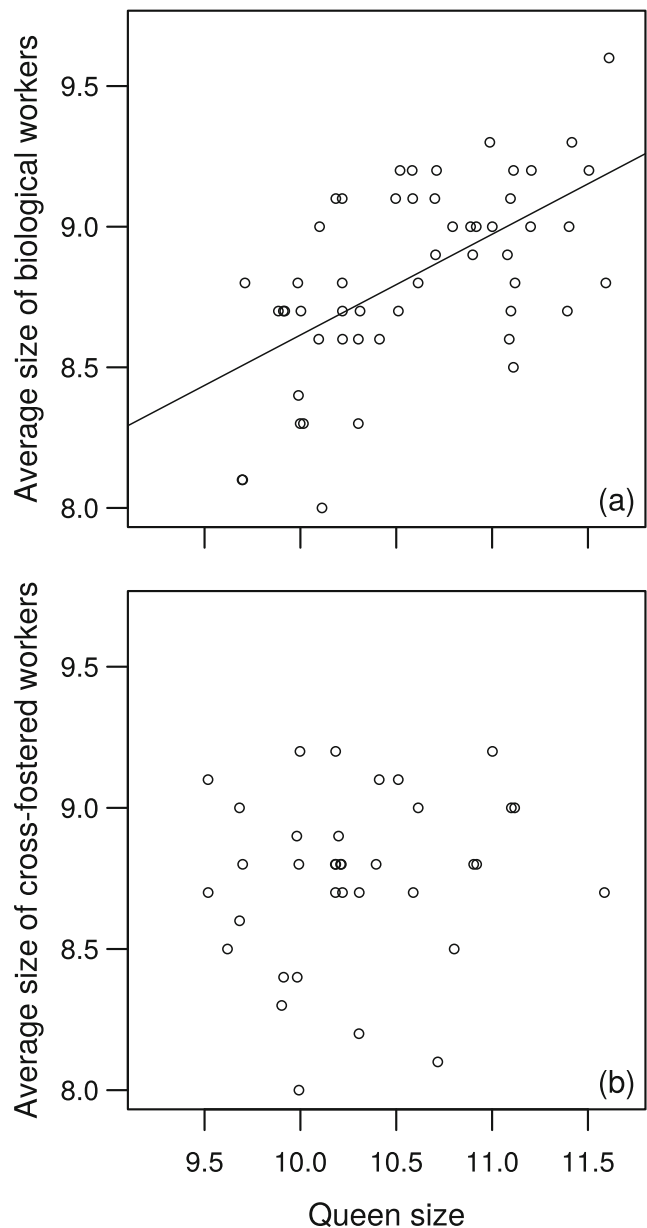 Average size of biological workers
9.5
9.0
8.5
8.0
(a)
Average size of cross-fostered workers
9.5
9.0
8.5
8.0
(b)
9.5 10.0 10.5 11.0 11.5
Queen size